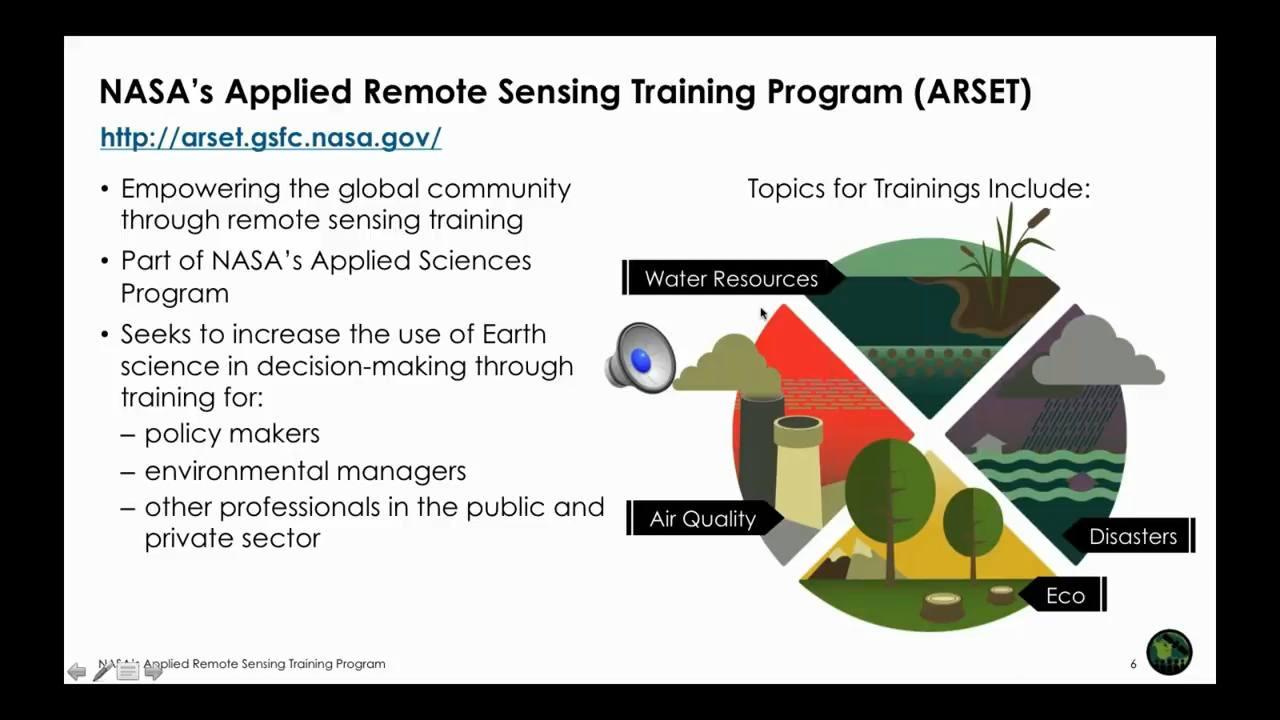 NASA's Applied Remote Sensing Training Program (ARSET)
http://arset.gsfc.nasa.gov/
• Empowering the global community
through remote sensing training
• Part of NASA's Applied Sciences
Program
• Seeks to increase the use of Earth
science in decision-making through
training for:
– policy makers
– environmental managers
– other professionals in the public and
private sector
Topics for Trainings Include:
Water Resources
Air Quality
Disasters
Eco
NASA's Applied Remote Sensing Training Program
6